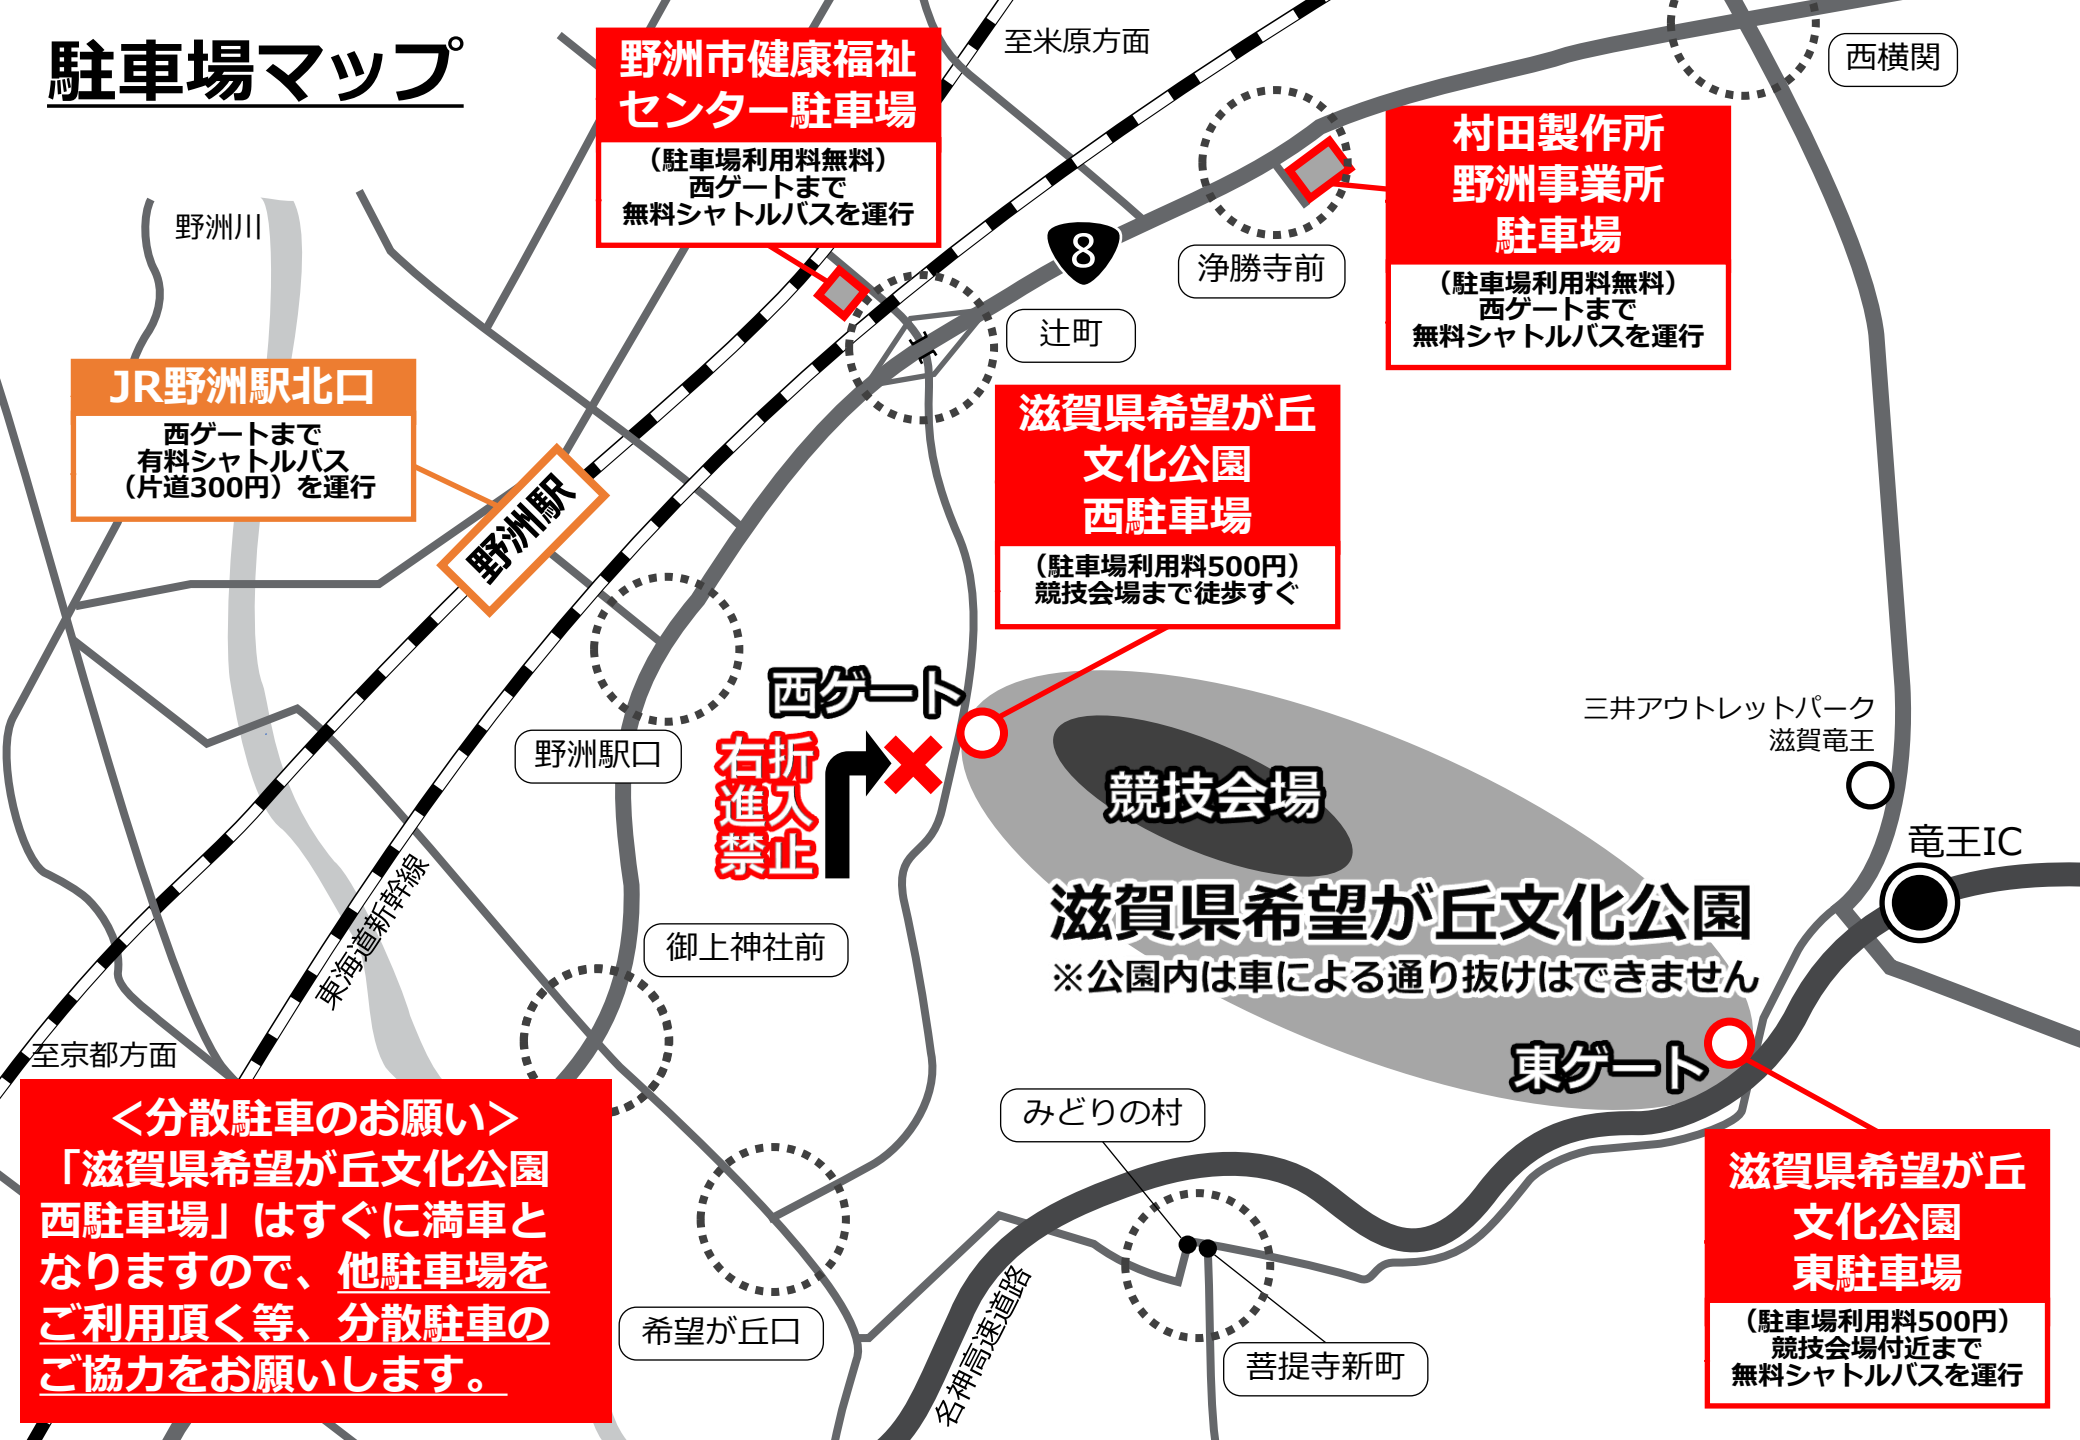 駐車場マップ
野洲市健康福祉
センター駐車場
（駐車場利用料無料）
西ゲートまで
無料シャトルバスを運行
至米原方面
西横関
村田製作所
野洲事業所
駐車場
（駐車場利用料無料）
西ゲートまで
無料シャトルバスを運行
野洲川
8
浄勝寺前
辻町
JR野洲駅北口
西ゲートまで
有料シャトルバス
（片道300円）を運行
野洲駅
滋賀県希望が丘
文化公園
西駐車場
（駐車場利用料500円）
競技会場まで徒歩すぐ
西ゲート
右折
進入
禁止
野洲駅口
競技会場
三井アウトレットパーク
滋賀竜王
竜王IC
東海道新幹線
御上神社前
滋賀県希望が丘文化公園
※公園内は車による通り抜けはできません
東ゲート
至京都方面
＜分散駐車のお願い＞
「滋賀県希望が丘文化公園
西駐車場」はすぐに満車と
なりますので、他駐車場を
ご利用頂く等、分散駐車の
ご協力をお願いします。
みどりの村
滋賀県希望が丘
文化公園
東駐車場
（駐車場利用料500円）
競技会場付近まで
無料シャトルバスを運行
希望が丘口
名神高速道路
菩提寺新町